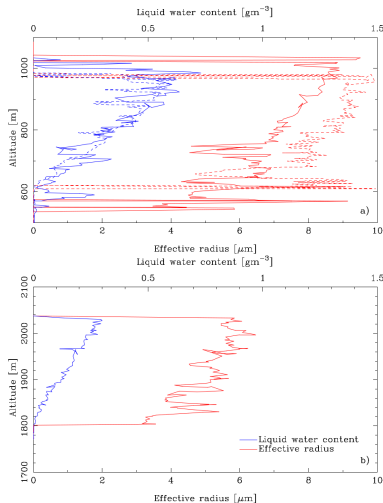 Liquid water content [gm⁻³]
0 0.5 1 1.5
1000
800
600
Altitude [m]
a)
0 2 4 6 8 10
Effective radius [μm]
Liquid water content [gm⁻³]
0 0.5 1 1.5
2100
2000
1900
1800
1700
Altitude [m]
Liquid water content
Effective radius
b)
0 2 4 6 8 10
Effective radius [μm]